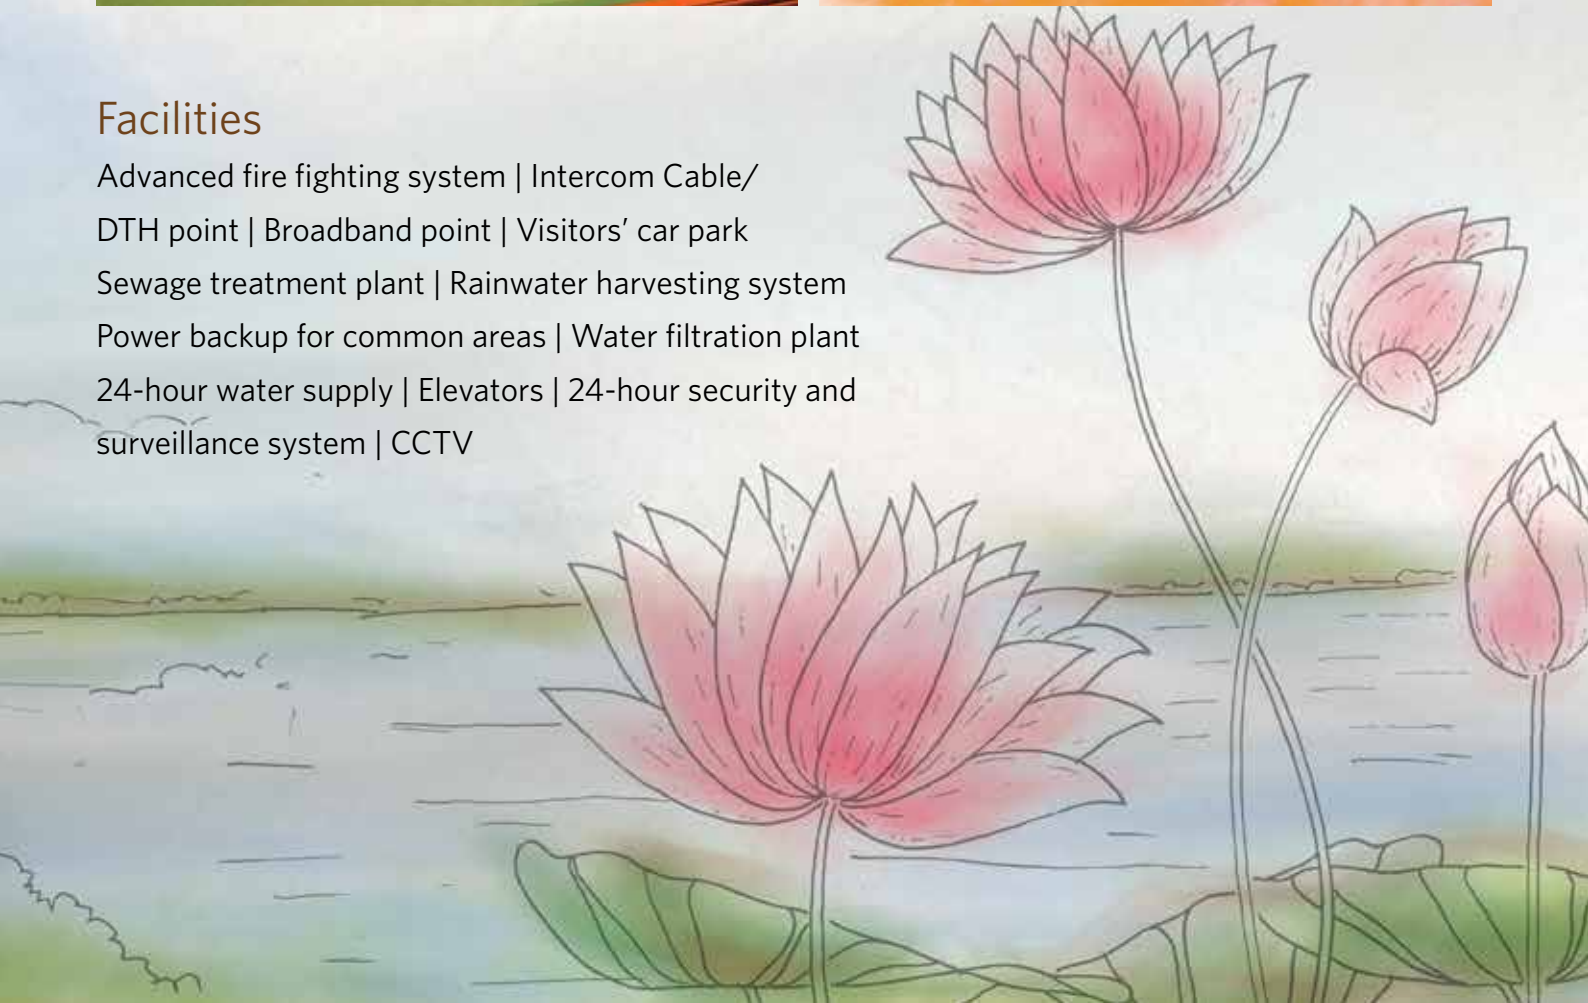 Facilities
Advanced fire fighting system | Intercom Cable/
DTH point | Broadband point | Visitors’ car park
Sewage treatment plant | Rainwater harvesting system
Power backup for common areas | Water filtration plant
24-hour water supply | Elevators | 24-hour security and
surveillance system | CCTV